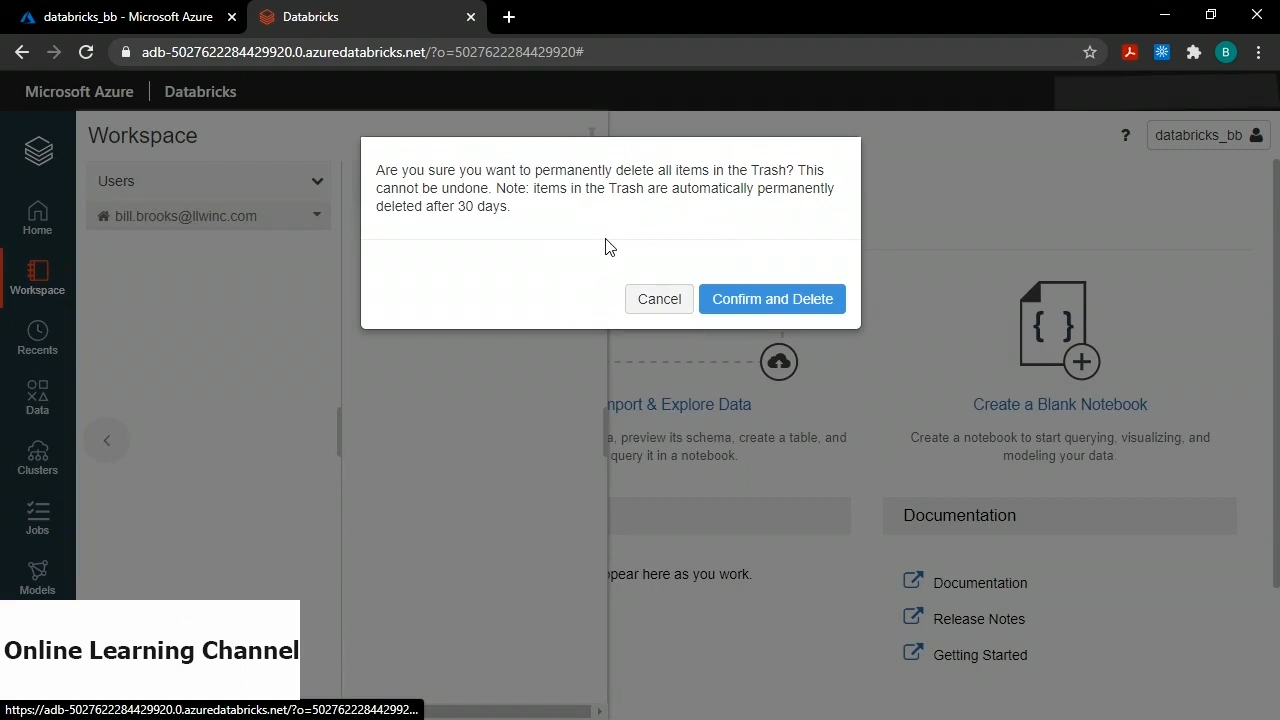 databricks_bb - Microsoft Azure
Databricks
adb-5027622284429920.0.azuredatabricks.net/?o=5027622284429920#
B
Microsoft Azure
Databricks
Workspace
? databricks_bb
Users
bill.brooks@llwinc.com
Home
Workspace
Recents
Data
Clusters
Jobs
Models
Are you sure you want to permanently delete all items in the Trash? This
cannot be undone. Note: items in the Trash are automatically permanently
deleted after 30 days.
Cancel
Confirm and Delete
mport & Explore Data
a, preview its schema, create a table, and
query it in a notebook.
{ }
Create a Blank Notebook
Create a notebook to start querying, visualizing, and
modeling your data.
ppear here as you work.
Documentation
Documentation
Release Notes
Getting Started
Online Learning Channel
https://adb-5027622284429920.0.azuredatabricks.net/?o=502762228442992...